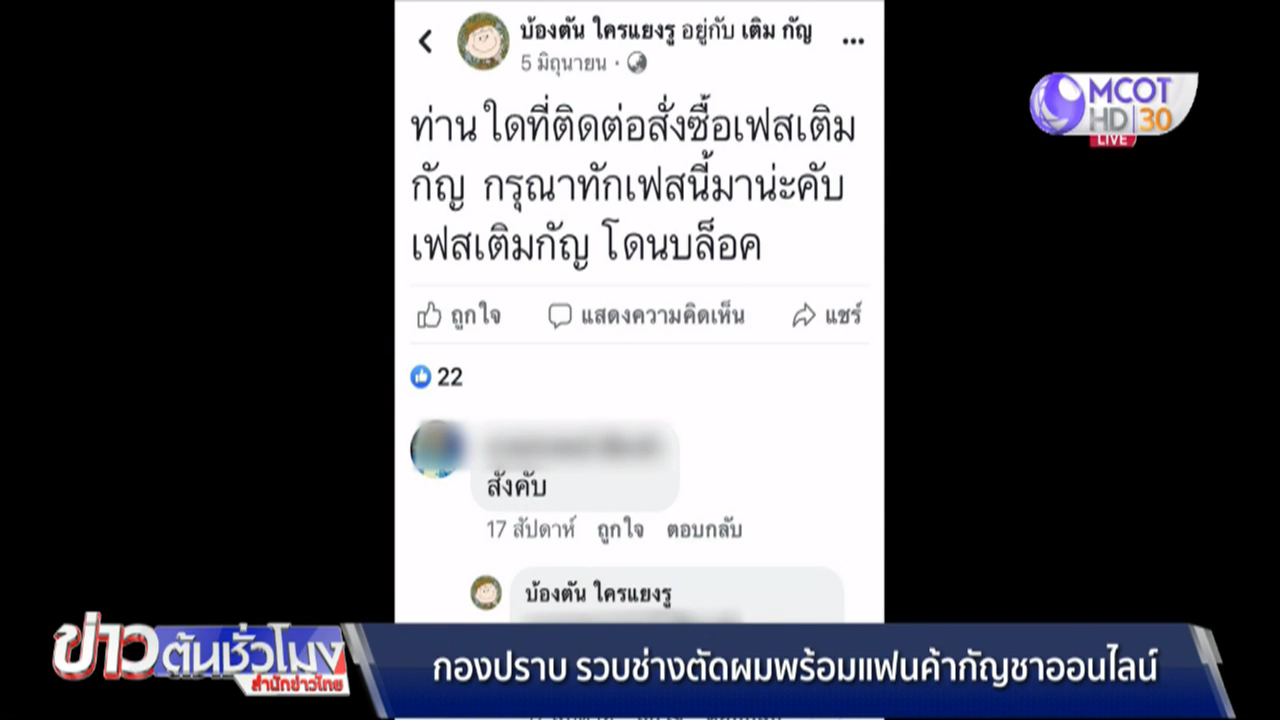 บ้องตัน ใครแยงรู อยู่กับ เติม กัญ
5 มิถุนายน
MCOT
HD 30
LIVE
ท่าน ใดที่ติดต่อสั่งซื้อเฟสเติม
กัญ กรุณาทักเฟสนี้มาน่ะคับ
เฟสเติมกัญ โดนบล็อค
ถูกใจ แสดงความคิดเห็น แชร์
22
สั่งคับ
17 สัปดาห์ ถูกใจ ตอบกลับ
บ้องตัน ใครแยงรู
ข่าวต้นชั่วโมง
สำนักข่าวไทย
กองปราบ รวบช่างตัดผมพร้อมแฟนค้ากัญชาออนไลน์